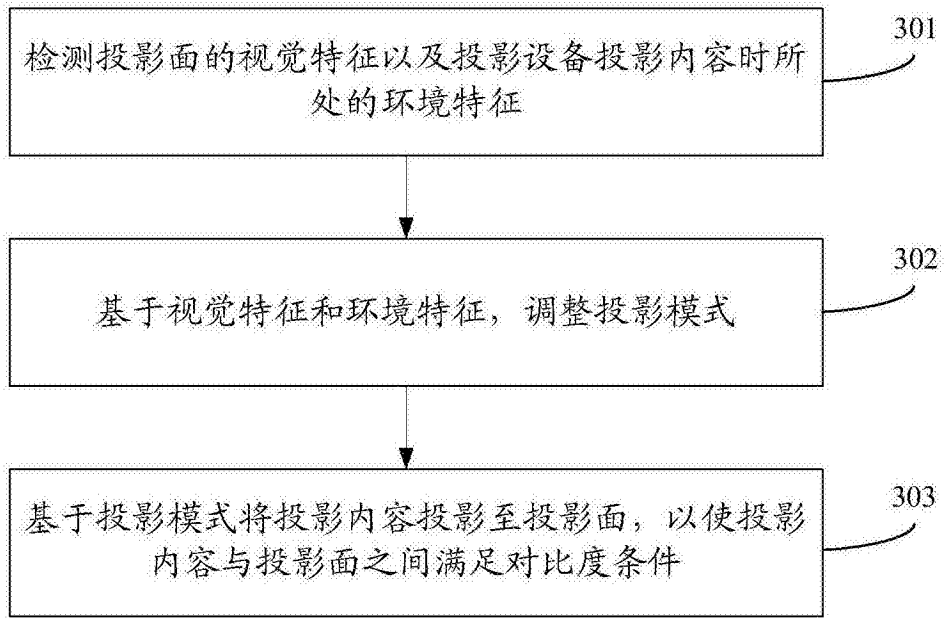 301
检测投影面的视觉特征以及投影设备投影内容时所
处的环境特征
302
基于视觉特征和环境特征，调整投影模式
303
基于投影模式将投影内容投影至投影面，以使投影
内容与投影面之间满足对比度条件